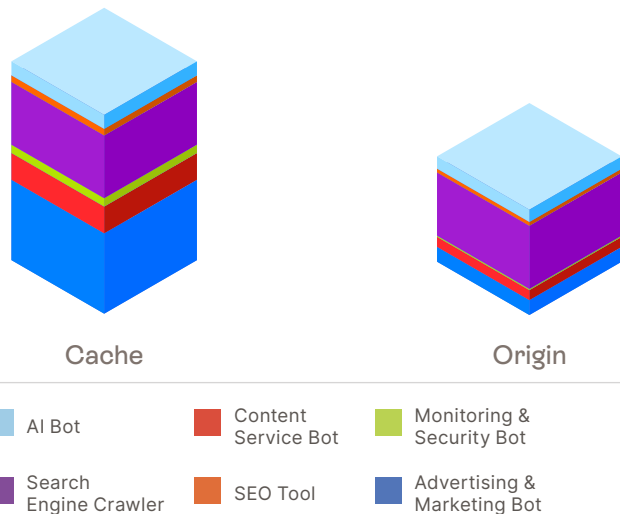 Cache
Origin
AI Bot
Content
Service Bot
Monitoring &
Security Bot
Search
Engine Crawler
SEO Tool
Advertising &
Marketing Bot